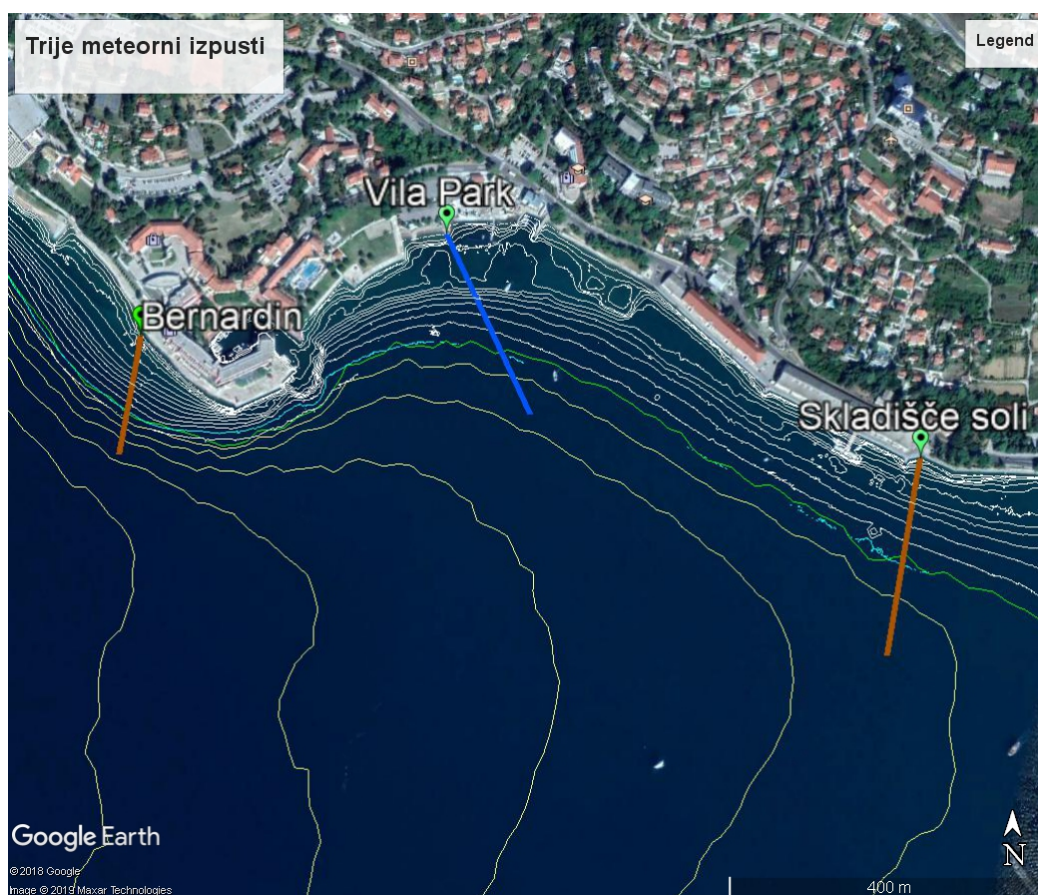 Trije meteorni izpusti
Legend
Vila Park
Bernardin
Skladišče soli
Google Earth
© 2018 Google
Image © 2019 Maxar Technologies
400 m
N